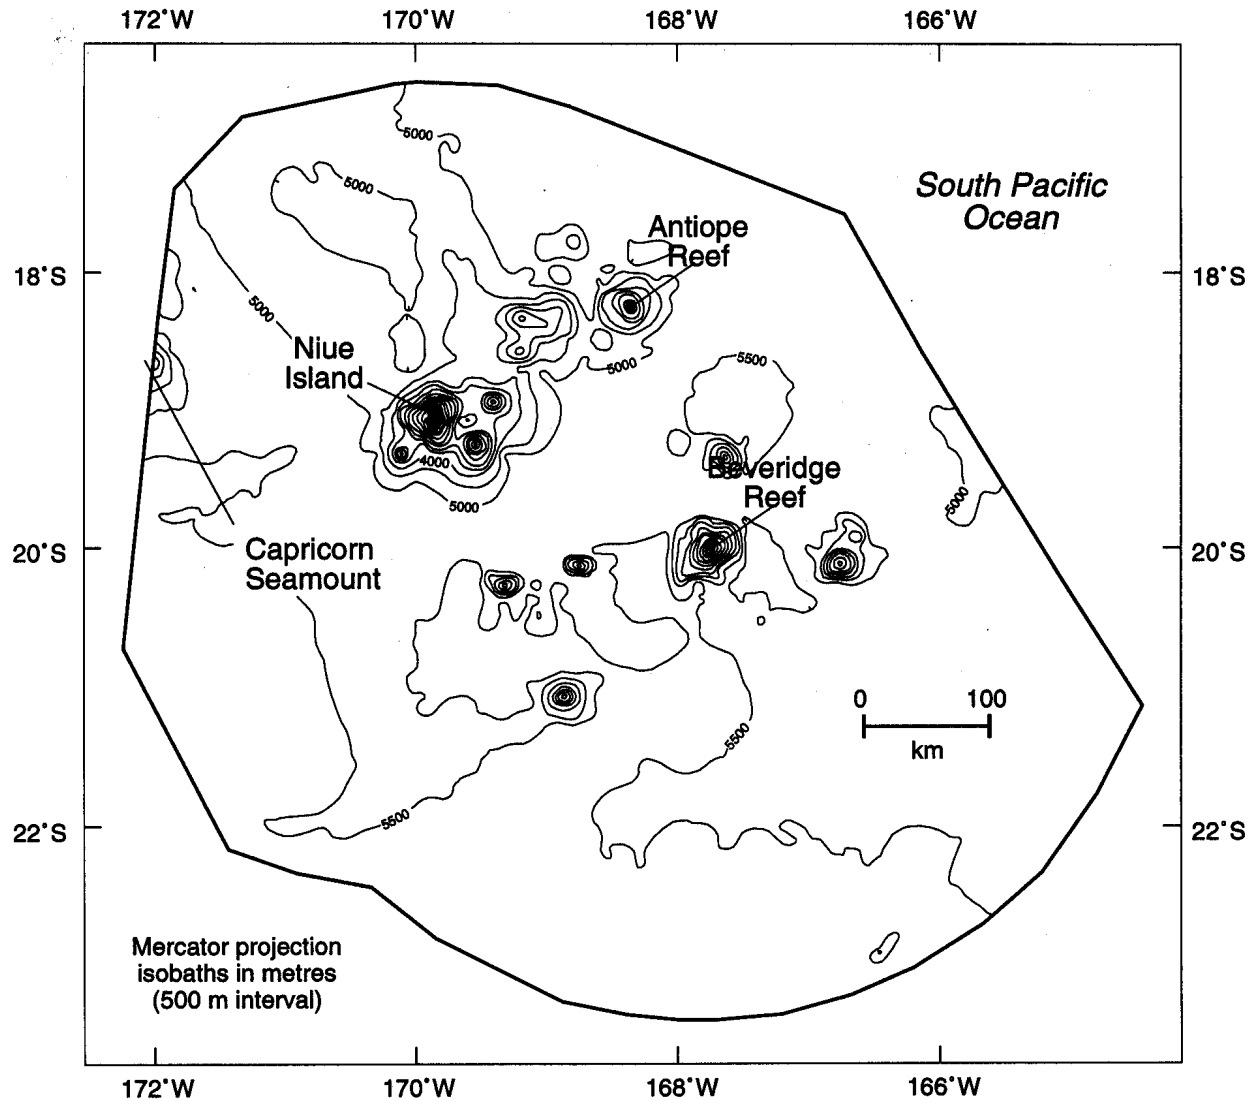 172°W 170°W 168°W 166°W
South Pacific
Ocean
5000
5000
Antiope
Reef
18°S 18°S
5000
Niue
Island
5000
5500
4000
Beveridge
Reef
5000
5000
20°S 20°S
Capricorn
Seamount
0 100
km
5500
5500
22°S 22°S
Mercator projection
isobaths in metres
(500 m interval)
172°W 170°W 168°W 166°W